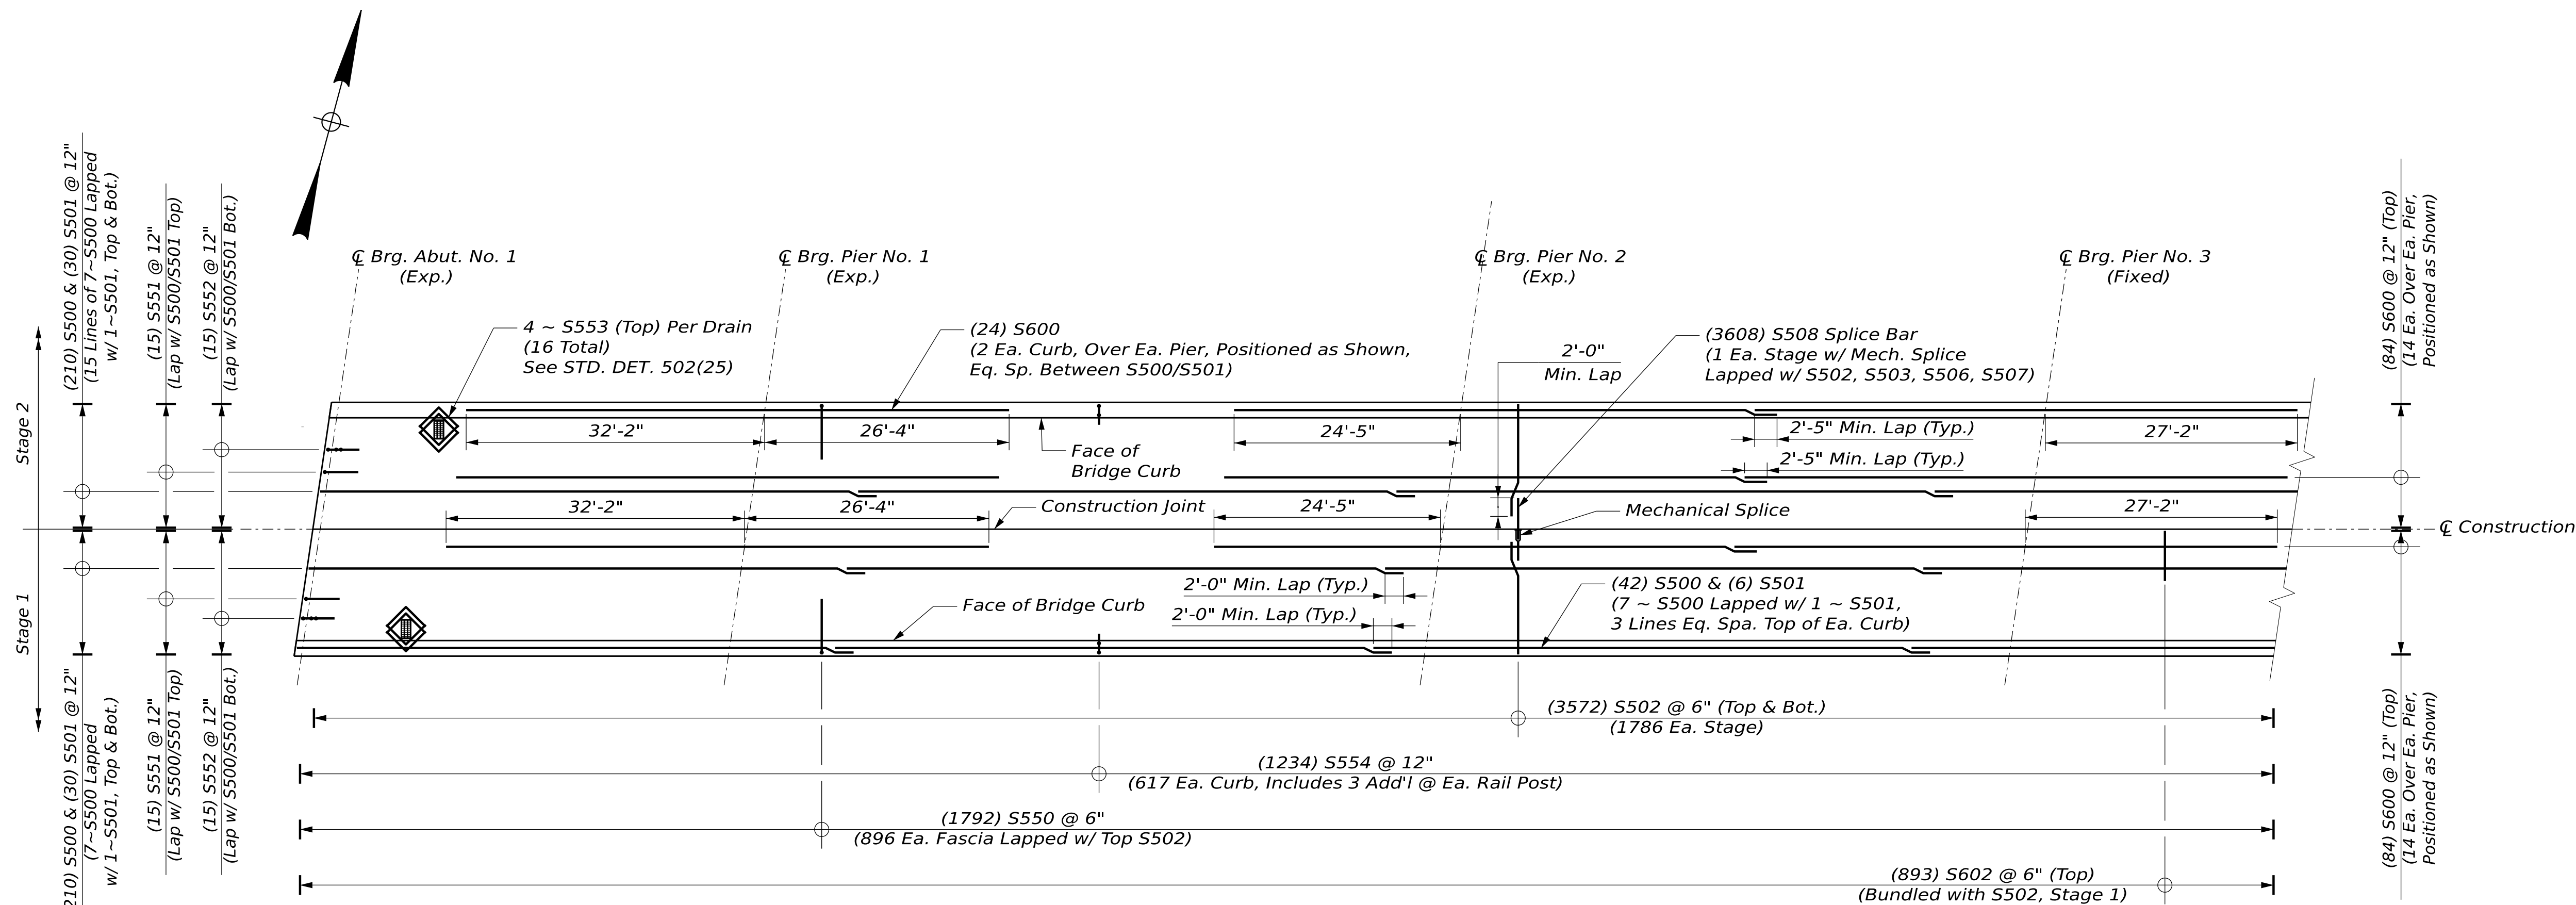 (210) S500 & (30) S501 @ 12"
(15 Lines of 7~S500 Lapped
w/ 1~S501, Top & Bot.)
(15) S551 @ 12"
(Lap w/ S500/S501 Top)
(15) S552 @ 12"
(Lap w/ S500/S501 Bot.)
Stage 2
Stage 1
(210) S500 & (30) S501 @ 12"
(7~S500 Lapped
w/ 1~S501, Top & Bot.)
(15) S551 @ 12"
(Lap w/ S500/S501 Top)
(15) S552 @ 12"
(Lap w/ S500/S501 Bot.)
℄ Brg. Abut. No. 1
(Exp.)
℄ Brg. Pier No. 1
(Exp.)
℄ Brg. Pier No. 2
(Exp.)
℄ Brg. Pier No. 3
(Fixed)
4 ~ S553 (Top) Per Drain
(16 Total)
See STD. DET. 502(25)
(24) S600
(2 Ea. Curb, Over Ea. Pier, Positioned as Shown,
Eq. Sp. Between S500/S501)
2'-0"
Min. Lap
(3608) S508 Splice Bar
(1 Ea. Stage w/ Mech. Splice
Lapped w/ S502, S503, S506, S507)
32'-2"
26'-4"
24'-5"
2'-5" Min. Lap (Typ.)
27'-2"
Face of
Bridge Curb
2'-5" Min. Lap (Typ.)
32'-2"
26'-4"
Construction Joint
24'-5"
Mechanical Splice
27'-2"
℄ Construction
2'-0" Min. Lap (Typ.)
2'-0" Min. Lap (Typ.)
Face of Bridge Curb
(42) S500 & (6) S501
(7 ~ S500 Lapped w/ 1 ~ S501,
3 Lines Eq. Spa. Top of Ea. Curb)
(3572) S502 @ 6" (Top & Bot.)
(1786 Ea. Stage)
(1234) S554 @ 12"
(617 Ea. Curb, Includes 3 Add'l @ Ea. Rail Post)
(1792) S550 @ 6"
(896 Ea. Fascia Lapped w/ Top S502)
(893) S602 @ 6" (Top)
(Bundled with S502, Stage 1)
(84) S600 @ 12" (Top)
(14 Ea. Over Ea. Pier,
Positioned as Shown)
(84) S600 @ 12" (Top)
(14 Ea. Over Ea. Pier,
Positioned as Shown)